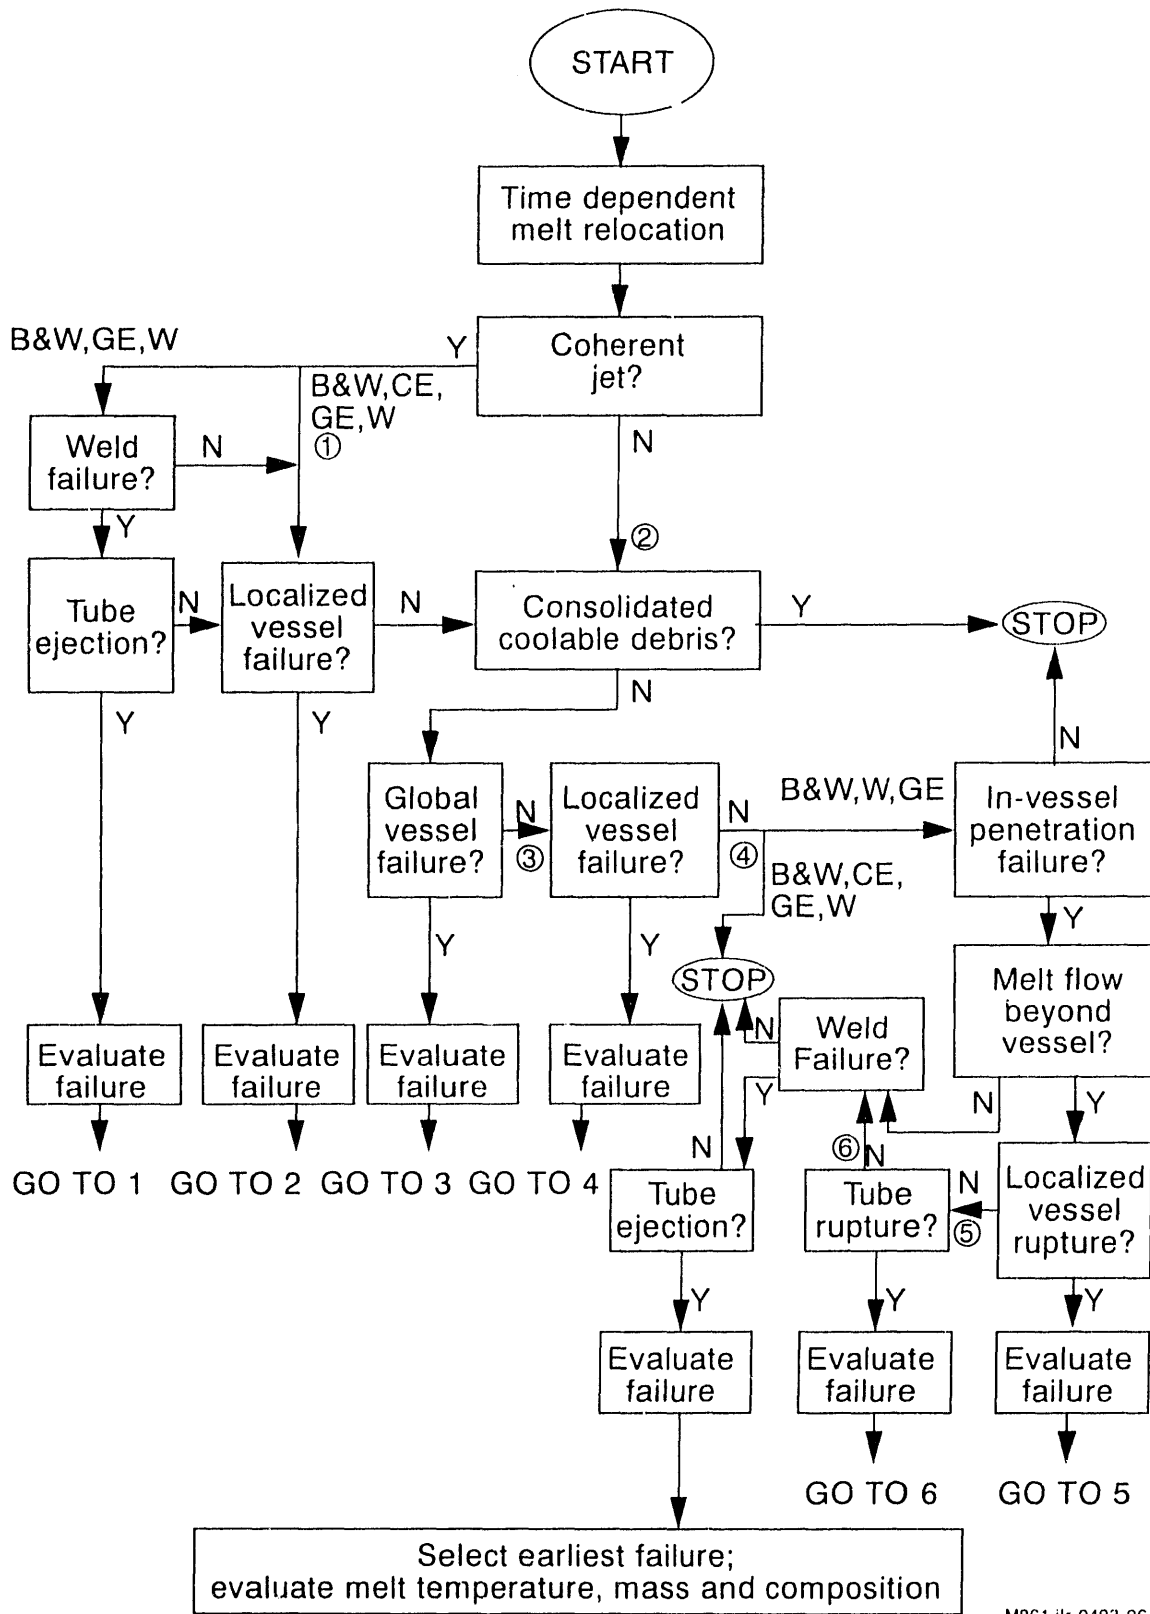 START
Time dependent
melt relocation
Coherent
jet?
B&W,GE,W
Y
B&W,CE,
GE,W
①
N
Weld
failure?
N
Y
②
Tube
ejection?
N
Localized
vessel
failure?
N
Consolidated
coolable debris?
Y
STOP
Y
Y
N
N
Global
vessel
failure?
N
③
Localized
vessel
failure?
N
④
B&W,W,GE
B&W,CE,
GE,W
In-vessel
penetration
failure?
Y
Y
Y
STOP
Melt flow
beyond
vessel?
N
Y
Weld
Failure?
N
Y
Evaluate
failure
Evaluate
failure
Evaluate
failure
Evaluate
failure
GO TO 1
GO TO 2
GO TO 3
GO TO 4
N
⑥
N
Tube
ejection?
Tube
rupture?
N
⑤
Localized
vessel
rupture?
Y
Y
Y
Evaluate
failure
Evaluate
failure
Evaluate
failure
GO TO 6
GO TO 5
Select earliest failure;
evaluate melt temperature, mass and composition